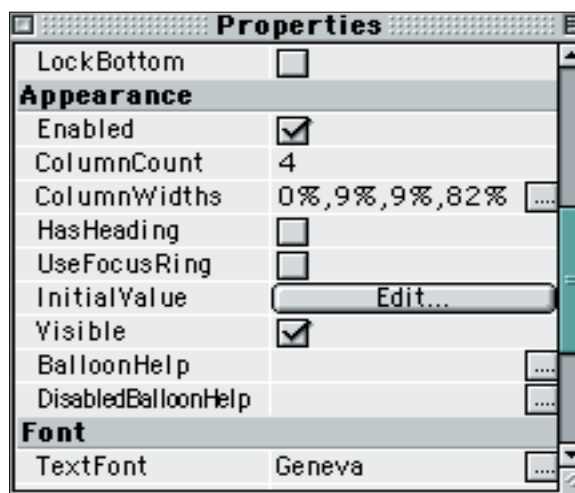 Properties
LockBottom
Appearance
Enabled
ColumnCount 4
ColumnWidths 0%,9%,9%,82% ....
HasHeading
UseFocusRing
InitialValue Edit...
Visible
BalloonHelp ....
DisabledBalloonHelp ....
Font
TextFont Geneva ....